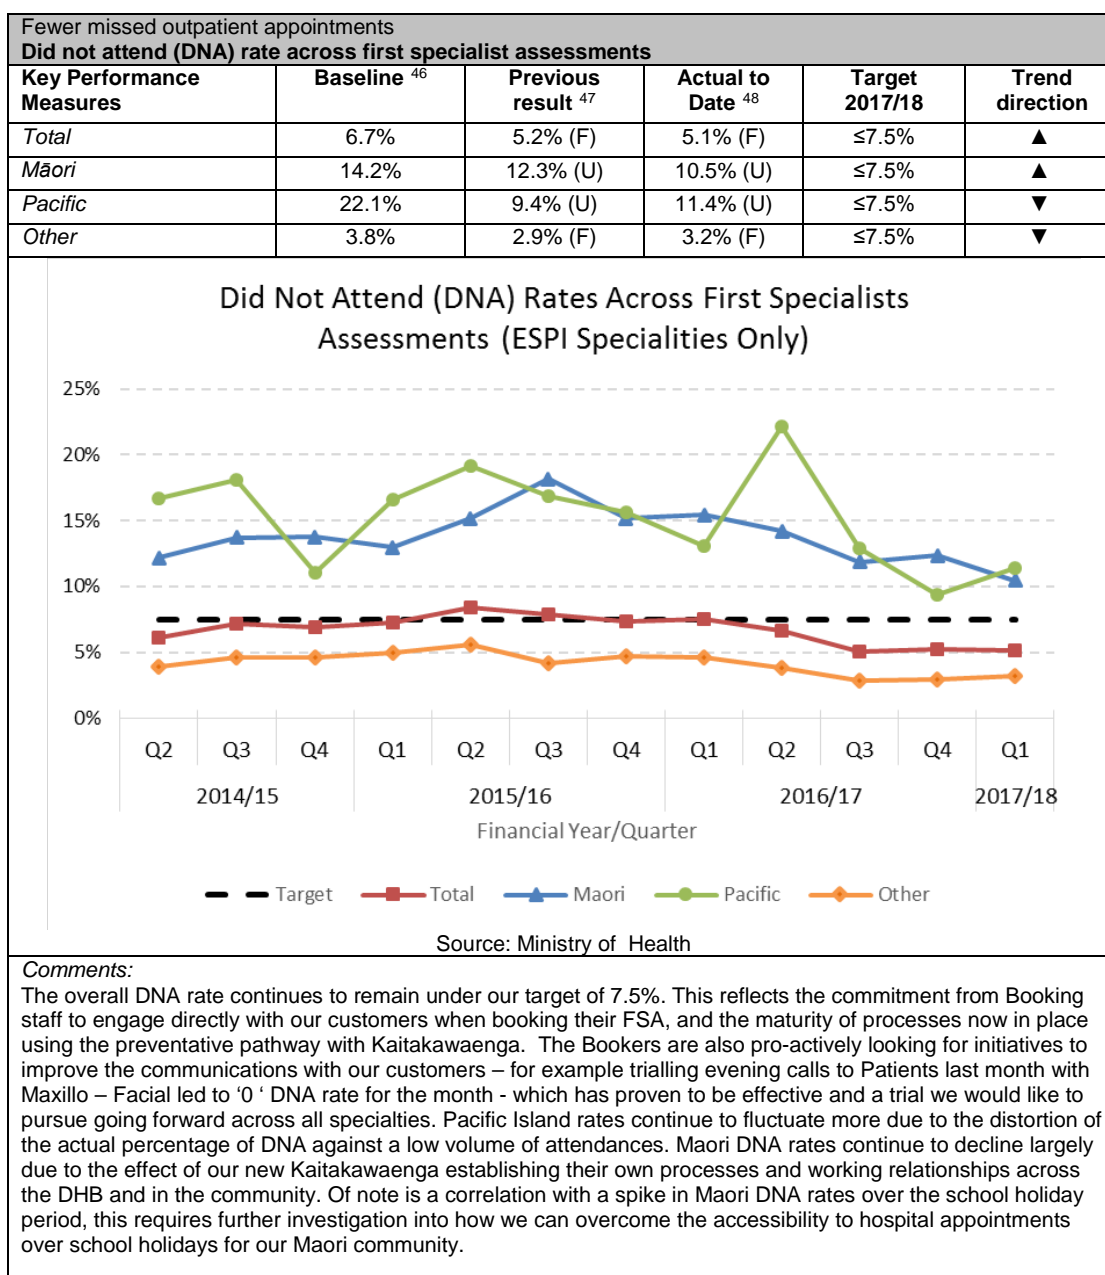 Fewer missed outpatient appointments
Did not attend (DNA) rate across first specialist assessments
Key Performance Measures Baseline 46 Previous result 47 Actual to Date 48 Target 2017/18 Trend direction
Total 6.7% 5.2% (F) 5.1% (F) ≤7.5% ▲
Māori 14.2% 12.3% (U) 10.5% (U) ≤7.5% ▲
Pacific 22.1% 9.4% (U) 11.4% (U) ≤7.5% ▼
Other 3.8% 2.9% (F) 3.2% (F) ≤7.5% ▼
Did Not Attend (DNA) Rates Across First Specialists
Assessments (ESPI Specialities Only)
25%
20%
15%
10%
5%
0%
Q2 Q3 Q4 Q1 Q2 Q3 Q4 Q1 Q2 Q3 Q4 Q1
2014/15 2015/16 2016/17 2017/18
Financial Year/Quarter
Target Total Maori Pacific Other
Source: Ministry of Health
Comments:
The overall DNA rate continues to remain under our target of 7.5%. This reflects the commitment from Booking
staff to engage directly with our customers when booking their FSA, and the maturity of processes now in place
using the preventative pathway with Kaitakawaenga. The Bookers are also pro-actively looking for initiatives to
improve the communications with our customers – for example trialling evening calls to Patients last month with
Maxillo – Facial led to '0 ' DNA rate for the month - which has proven to be effective and a trial we would like to
pursue going forward across all specialties. Pacific Island rates continue to fluctuate more due to the distortion of
the actual percentage of DNA against a low volume of attendances. Maori DNA rates continue to decline largely
due to the effect of our new Kaitakawaenga establishing their own processes and working relationships across
the DHB and in the community. Of note is a correlation with a spike in Maori DNA rates over the school holiday
period, this requires further investigation into how we can overcome the accessibility to hospital appointments
over school holidays for our Maori community.